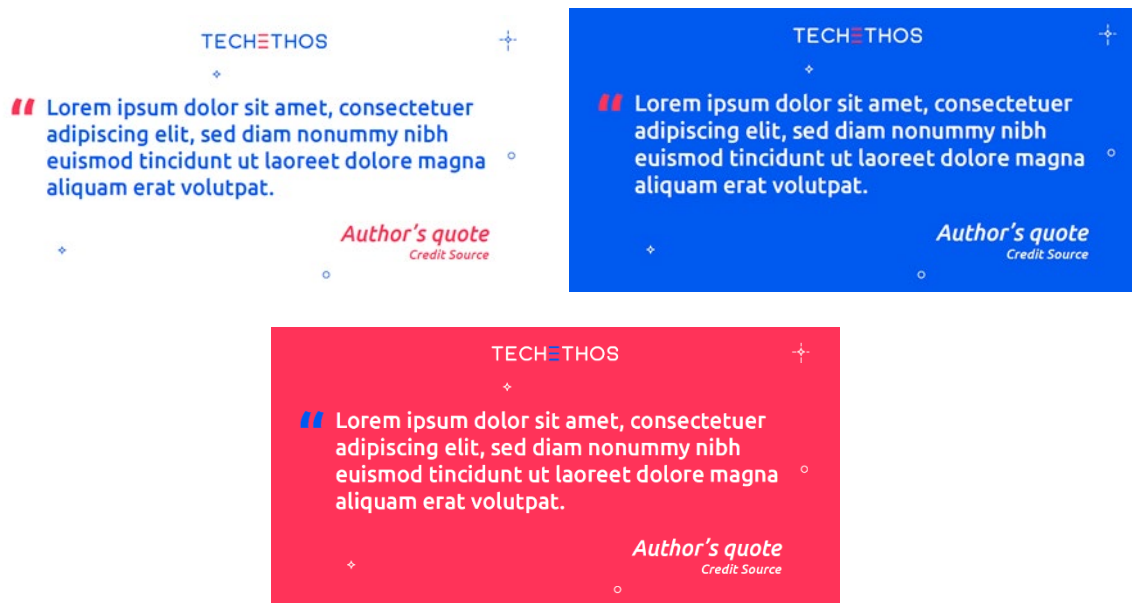 TECHETHOS
“ Lorem ipsum dolor sit amet, consectetuer
adipiscing elit, sed diam nonummy nibh
euismod tincidunt ut laoreet dolore magna
aliquam erat volutpat.
Author’s quote
Credit Source
TECHETHOS
“ Lorem ipsum dolor sit amet, consectetuer
adipiscing elit, sed diam nonummy nibh
euismod tincidunt ut laoreet dolore magna
aliquam erat volutpat.
Author’s quote
Credit Source
TECHETHOS
“ Lorem ipsum dolor sit amet, consectetuer
adipiscing elit, sed diam nonummy nibh
euismod tincidunt ut laoreet dolore magna
aliquam erat volutpat.
Author’s quote
Credit Source